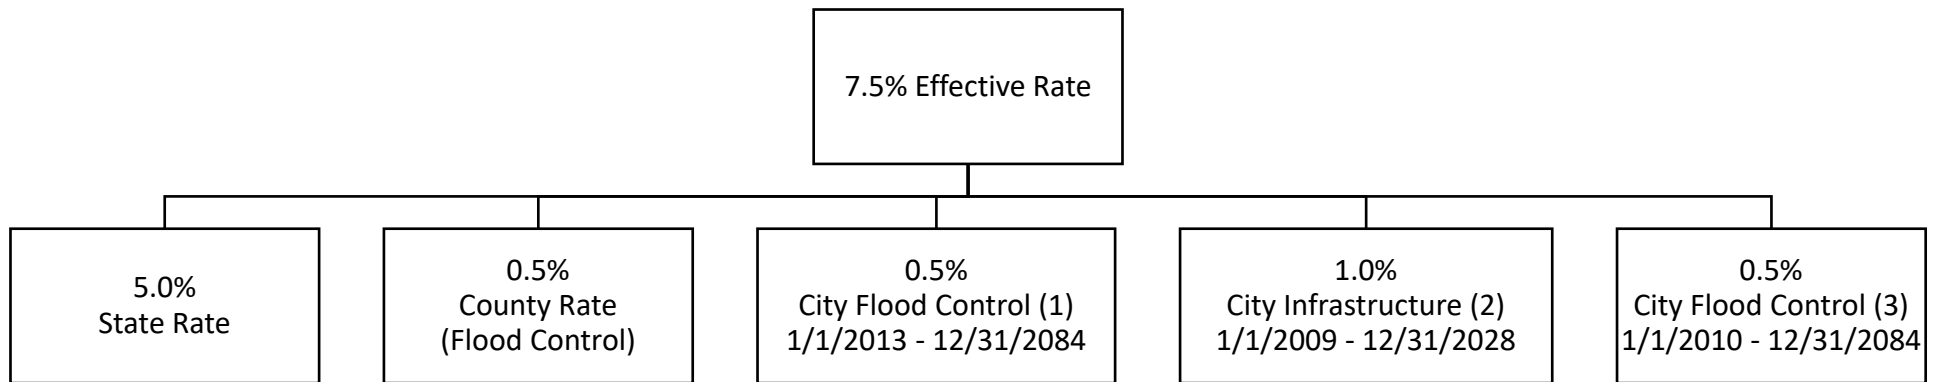 7.5% Effective Rate
5.0%
State Rate
0.5%
County Rate
(Flood Control)
0.5%
City Flood Control (1)
1/1/2013 - 12/31/2084
1.0%
City Infrastructure (2)
1/1/2009 - 12/31/2028
0.5%
City Flood Control (3)
1/1/2010 - 12/31/2084